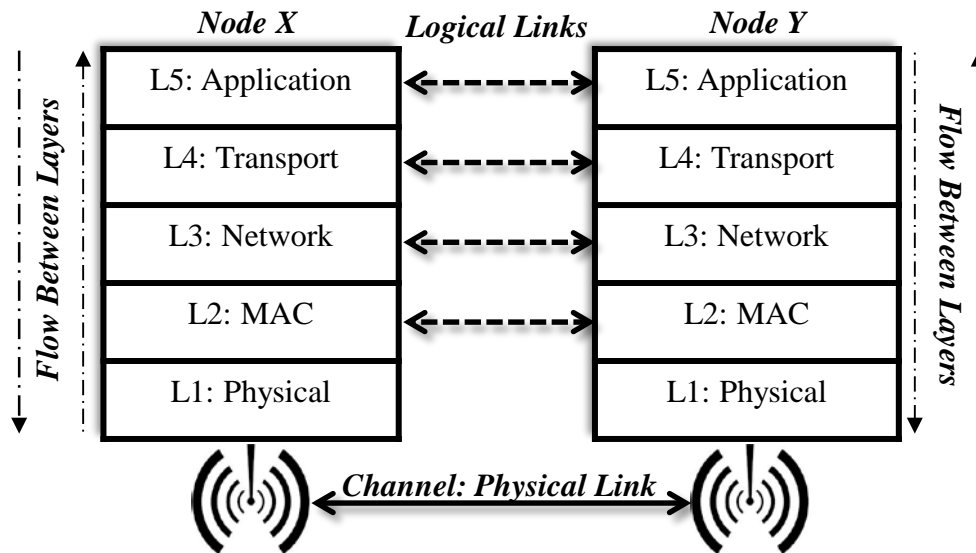 Node X
Logical Links
Node Y
Flow Between Layers
L5: Application
L4: Transport
L3: Network
L2: MAC
L1: Physical
L5: Application
L4: Transport
L3: Network
L2: MAC
L1: Physical
Flow Between Layers
Channel: Physical Link